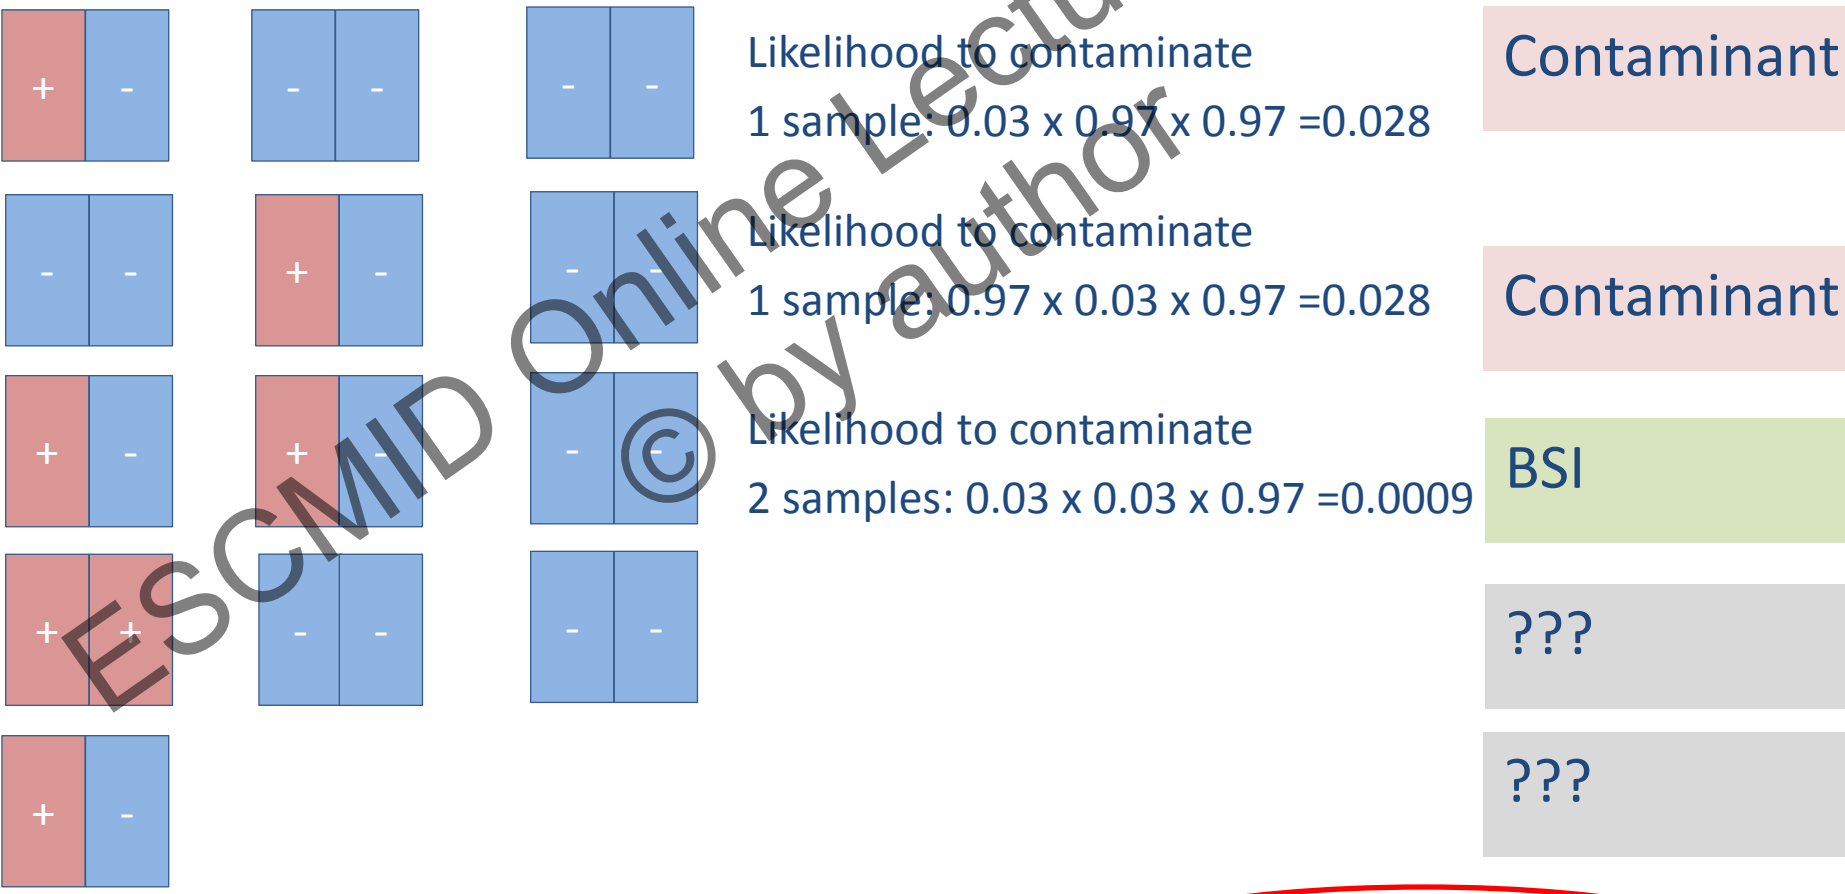 + - - - - -
Likelihood to contaminate
1 sample: 0.03 x 0.97 x 0.97 =0.028
Contaminant
- - + - - -
Likelihood to contaminate
1 sample: 0.97 x 0.03 x 0.97 =0.028
Contaminant
+ - + - - -
Likelihood to contaminate
2 samples: 0.03 x 0.03 x 0.97 =0.0009
BSI
+ + - - - -
???
+ -
???
ESCMID Online
© by author